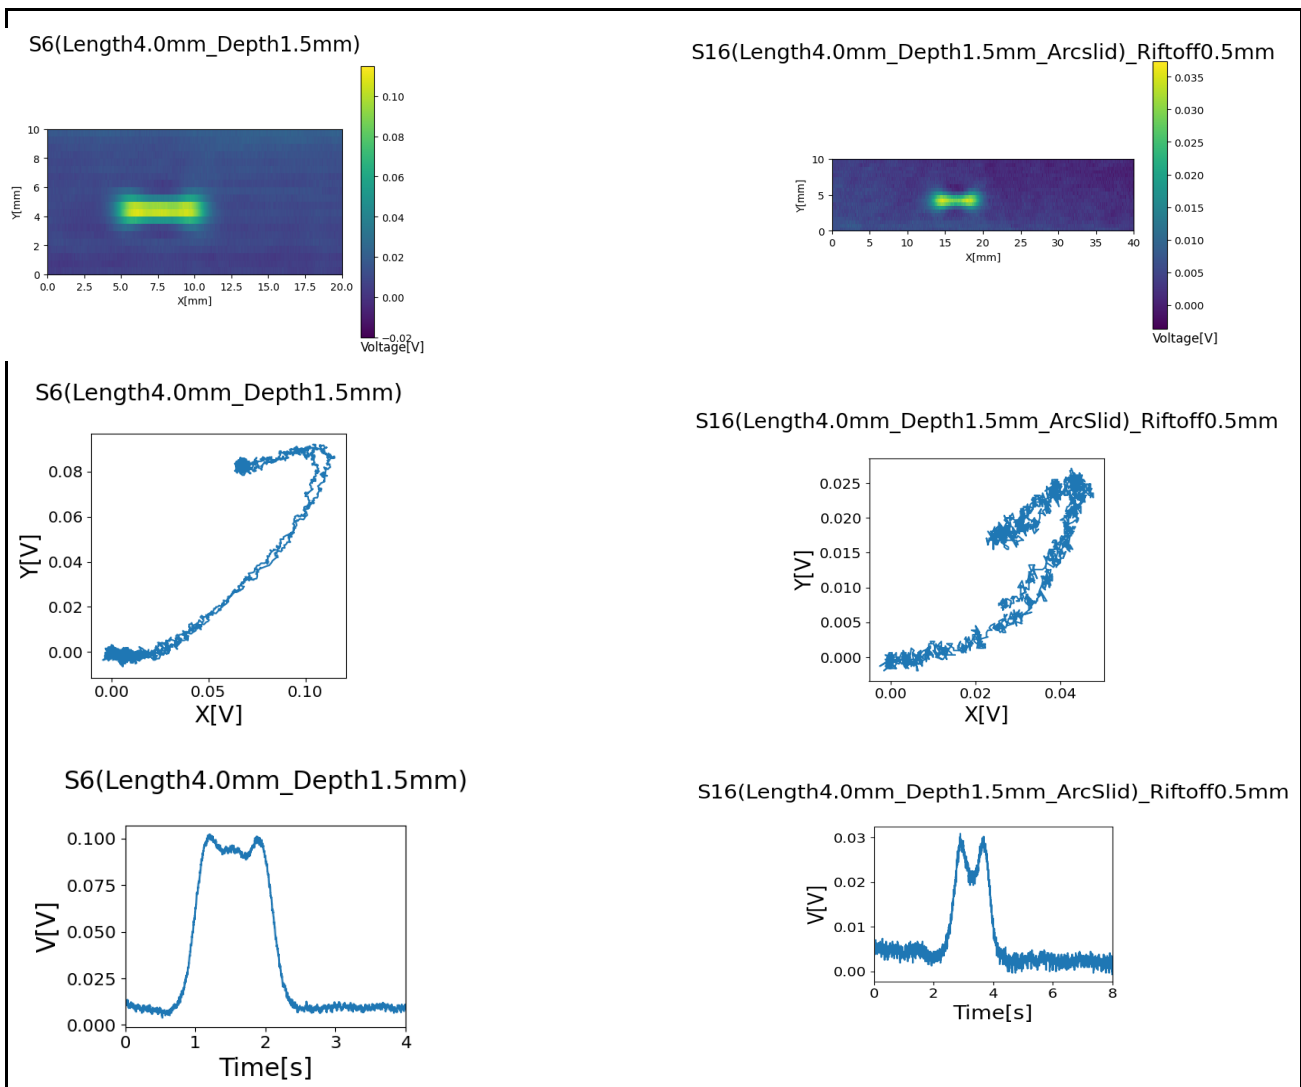 S6(Length4.0mm_Depth1.5mm)
0.10
0.08
0.06
0.04
0.02
0.00
−0.02
Voltage[V]
10
8
6
4
2
0
Y[mm]
0.0 2.5 5.0 7.5 10.0 12.5 15.0 17.5 20.0
X[mm]
S16(Length4.0mm_Depth1.5mm_Arcslid)_Riftoff0.5mm
0.035
0.030
0.025
0.020
0.015
0.010
0.005
0.000
Voltage[V]
10
5
0
Y[mm]
0 5 10 15 20 25 30 35 40
X[mm]
S6(Length4.0mm_Depth1.5mm)
0.08
0.06
0.04
0.02
0.00
Y[V]
0.00 0.05 0.10
X[V]
S16(Length4.0mm_Depth1.5mm_ArcSlid)_Riftoff0.5mm
0.025
0.020
0.015
0.010
0.005
0.000
Y[V]
0.00 0.02 0.04
X[V]
S6(Length4.0mm_Depth1.5mm)
0.100
0.075
0.050
0.025
0.000
V[V]
0 1 2 3 4
Time[s]
S16(Length4.0mm_Depth1.5mm_ArcSlid)_Riftoff0.5mm
0.03
0.02
0.01
0.00
V[V]
0 2 4 6 8
Time[s]